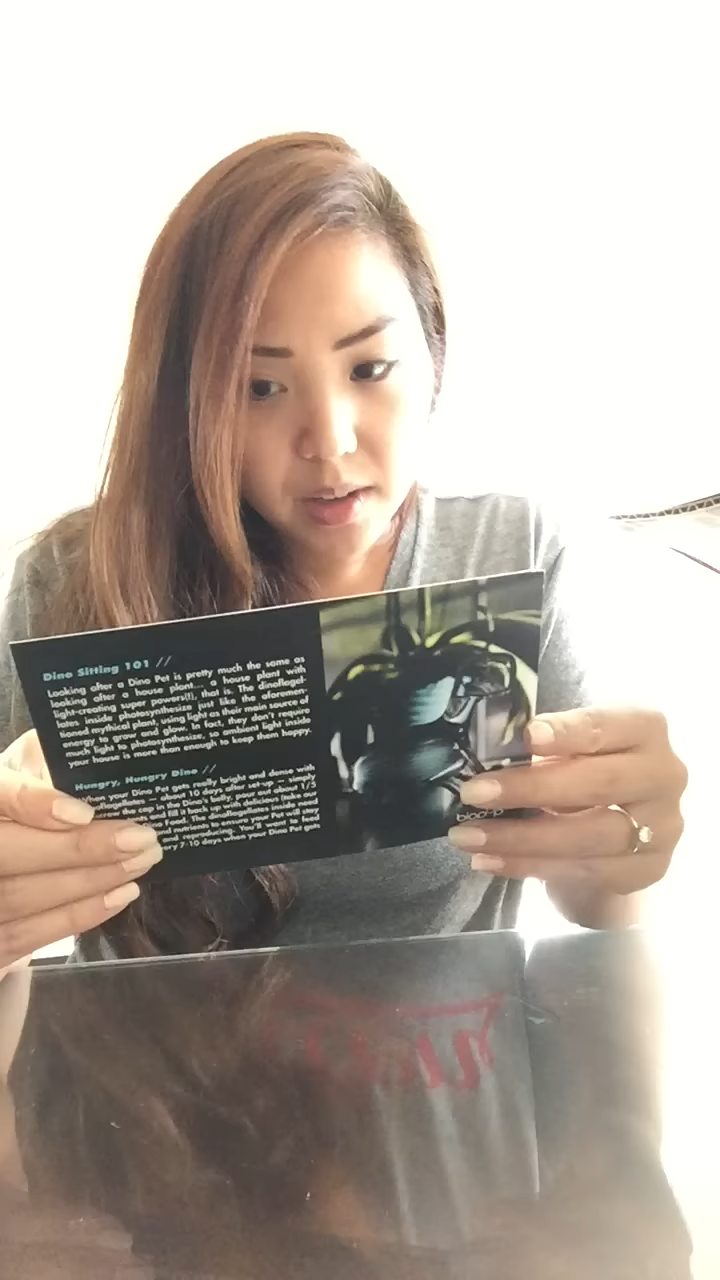 Dino Sitting 101 //
Looking after a Dino Pet is pretty much the same as
looking after a house plant... a house plant with
light-creating super powers(!), that is. The dinoflagel-
lates inside photosynthesize just like the aforemen-
tioned mythical plant, using light as their main source of
energy to grow and glow. In fact, they don't require
much light to photosynthesize, so ambient light inside
your house is more than enough to keep them happy.
Hungry, Hungry Dino //
When your Dino Pet gets really bright and dense with
oflagellates — about 10 days after set-up — simply
crew the cap in the Dino's belly, pour out about 1/5
nts and fill it back up with delicious (take our
o Food. The dinoflagellates inside need
nd nutrients to ensure your Pet will stay
and reproducing. You'll want to feed
ery 7-10 days when your Dino Pet gets